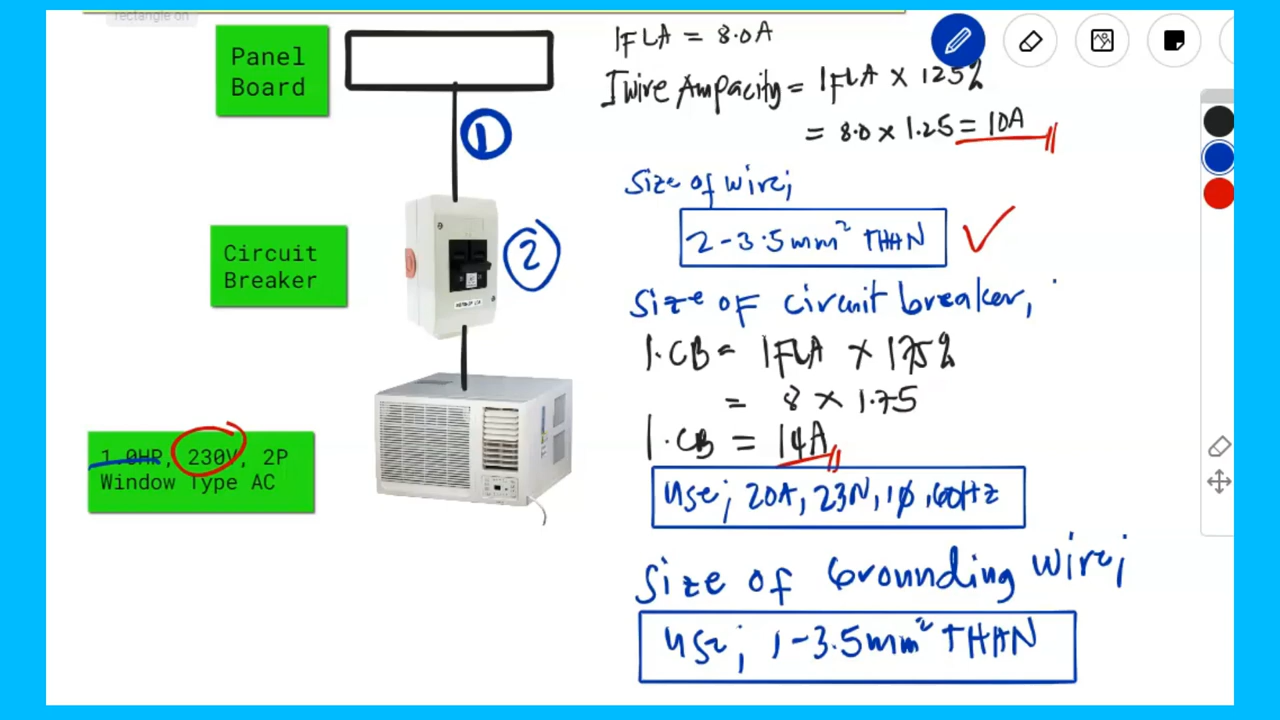 rectangle on
Panel
Board
1
Circuit
Breaker
2
1.0HR, 230V, 2P
Window Type AC
IFLA = 8.0A
Iwire Ampacity = IFLA x 125%
= 8.0 x 1.25 = 10A
Size of wire;
2-3.5mm² THAN
Size of circuit breaker,
I.CB = IFLA x 175%
= 8 x 1.75
I.CB = 14A
use; 20A, 23N, 1φ, 60Hz
Size of Grounding wire;
use; 1-3.5mm² THAN